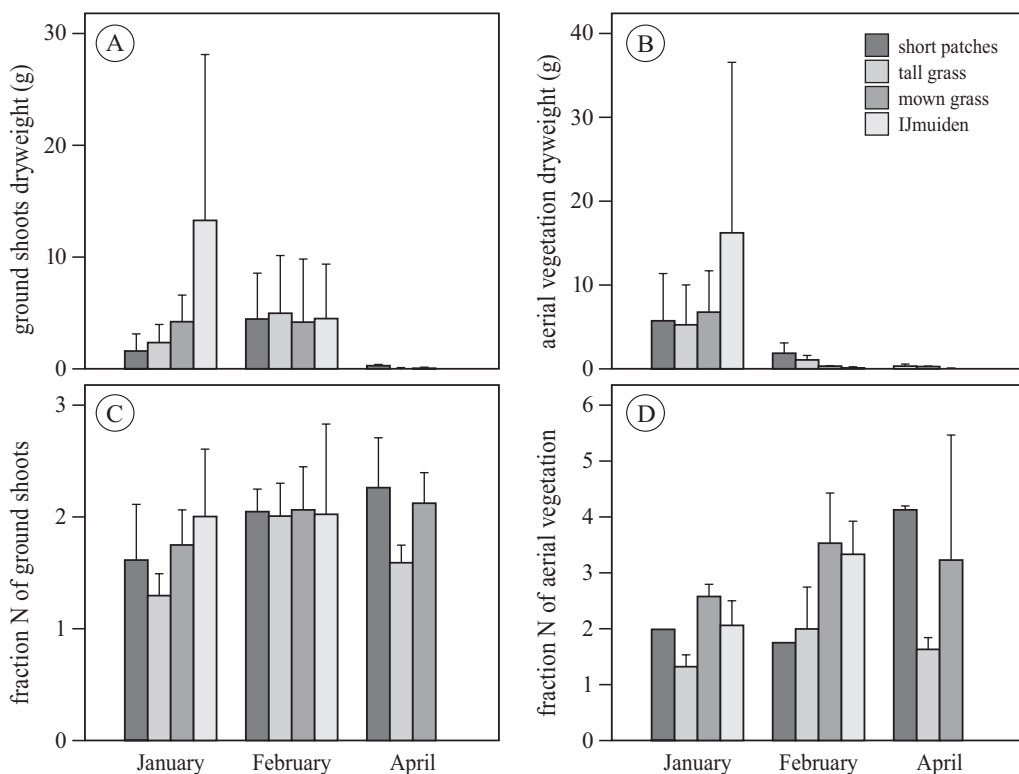 A
ground shoots dryweight (g)
30
20
10
0
B
aerial vegetation dryweight (g)
40
30
20
10
0
short patches
tall grass
mown grass
IJmuiden
C
fraction N of ground shoots
3
2
1
0
January
February
April
D
fraction N of aerial vegetation
6
5
4
3
2
1
0
January
February
April